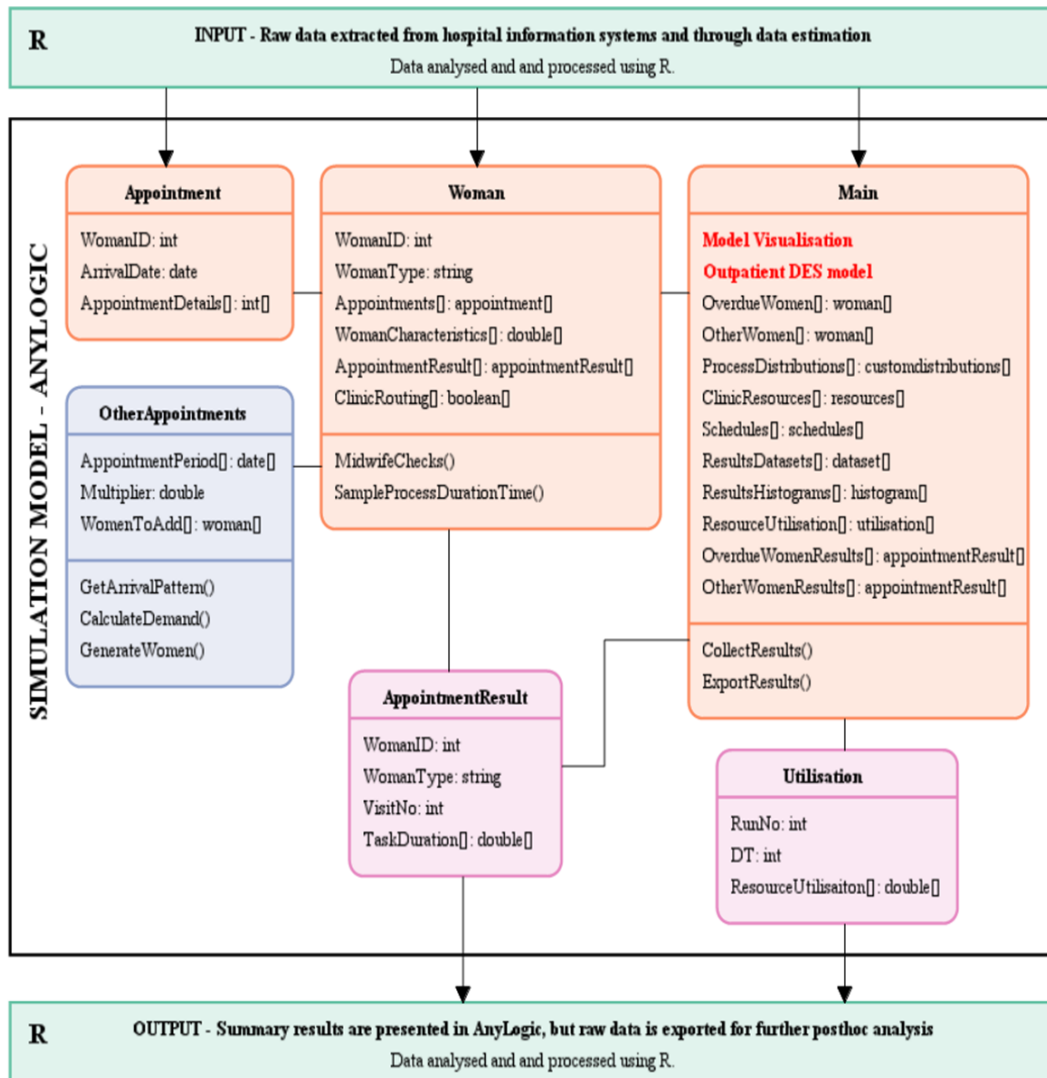 R
INPUT - Raw data extracted from hospital information systems and through data estimation
Data analysed and and processed using R.
SIMULATION MODEL - ANYLOGIC
Appointment
WomanID: int
ArrivalDate: date
AppointmentDetails[]: int[]
Woman
WomanID: int
WomanType: string
Appointments[]: appointment[]
WomanCharacteristics[]: double[]
AppointmentResult[]: appointmentResult[]
ClinicRouting[]: boolean[]
MidwifeChecks()
SampleProcessDurationTime()
Main
Model Visualisation
Outpatient DES model
OverdueWomen[]: woman[]
OtherWomen[]: woman[]
ProcessDistributions[]: customdistributions[]
ClinicResources[]: resources[]
Schedules[]: schedules[]
ResultsDatasets[]: dataset[]
ResultsHistograms[]: histogram[]
ResourceUtilisation[]: utilisation[]
OverdueWomenResults[]: appointmentResult[]
OtherWomenResults[]: appointmentResult[]
CollectResults()
ExportResults()
OtherAppointments
AppointmentPeriod[]: date[]
Multiplier: double
WomenToAdd[]: woman[]
GetArrivalPattern()
CalculateDemand()
GenerateWomen()
AppointmentResult
WomanID: int
WomanType: string
VisitNo: int
TaskDuration[]: double[]
Utilisation
RunNo: int
DT: int
ResourceUtilisaiton[]: double[]
R
OUTPUT - Summary results are presented in AnyLogic, but raw data is exported for further posthoc analysis
Data analysed and and processed using R.